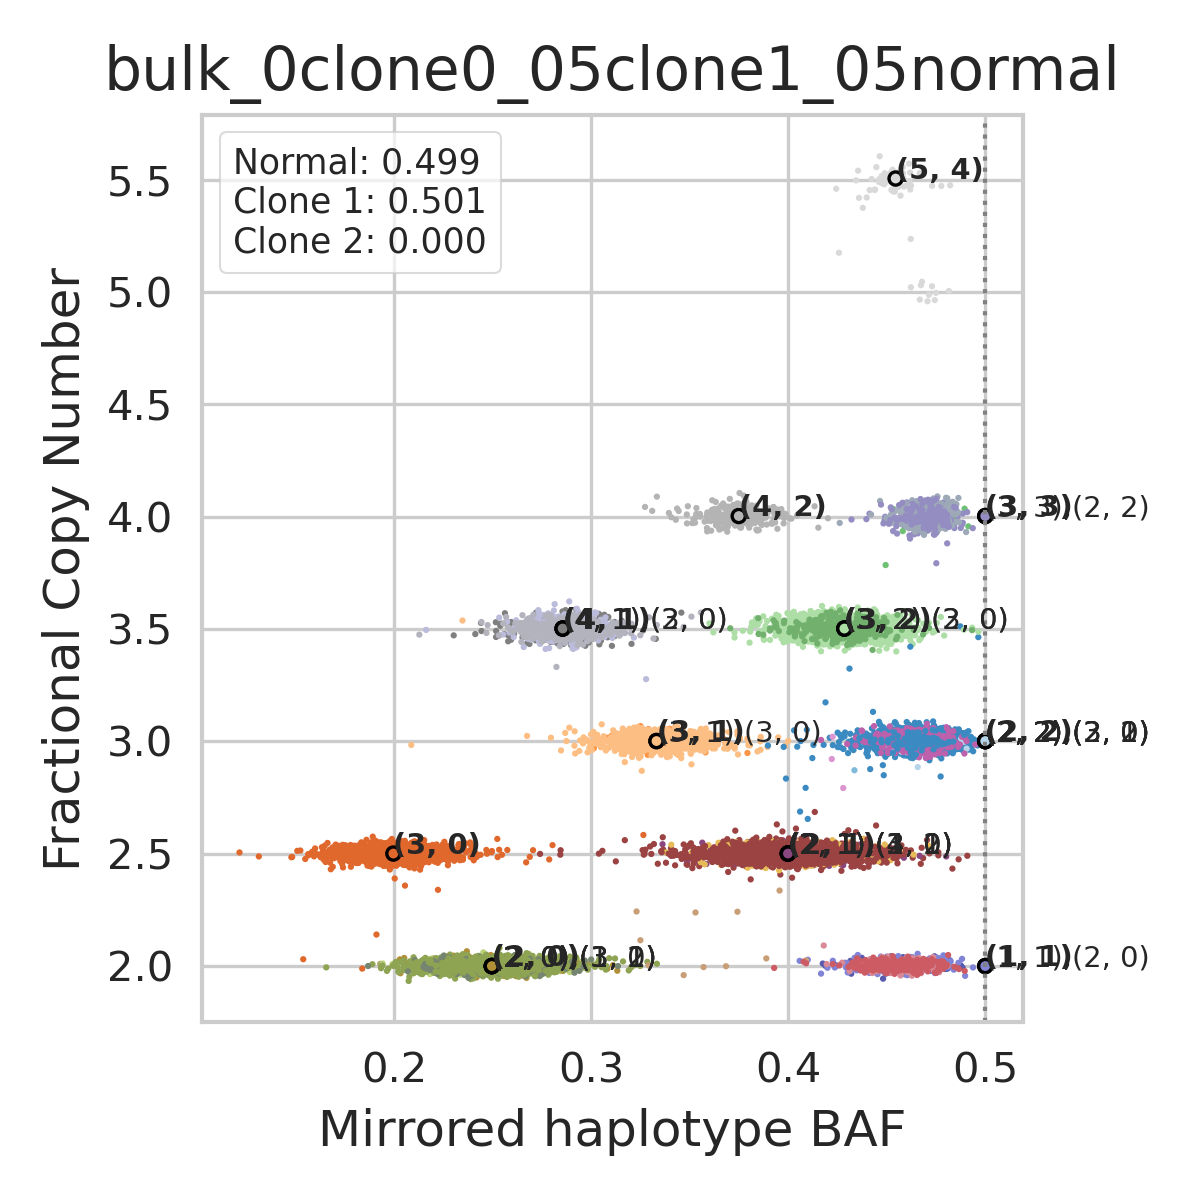 bulk_0clone0_05clone1_05normal
Normal: 0.499
Clone 1: 0.501
Clone 2: 0.000
Fractional Copy Number
5.5
5.0
4.5
4.0
3.5
3.0
2.5
2.0
(5, 4)
(4, 2)
(3, 3)(2, 2)
(4, 1)
(3, 2)
(3, 1)(3, 0)
(2, 2)
(3, 0)
(2, 1)
(2, 0)
(1, 1)(2, 0)
0.2
0.3
0.4
0.5
Mirrored haplotype BAF